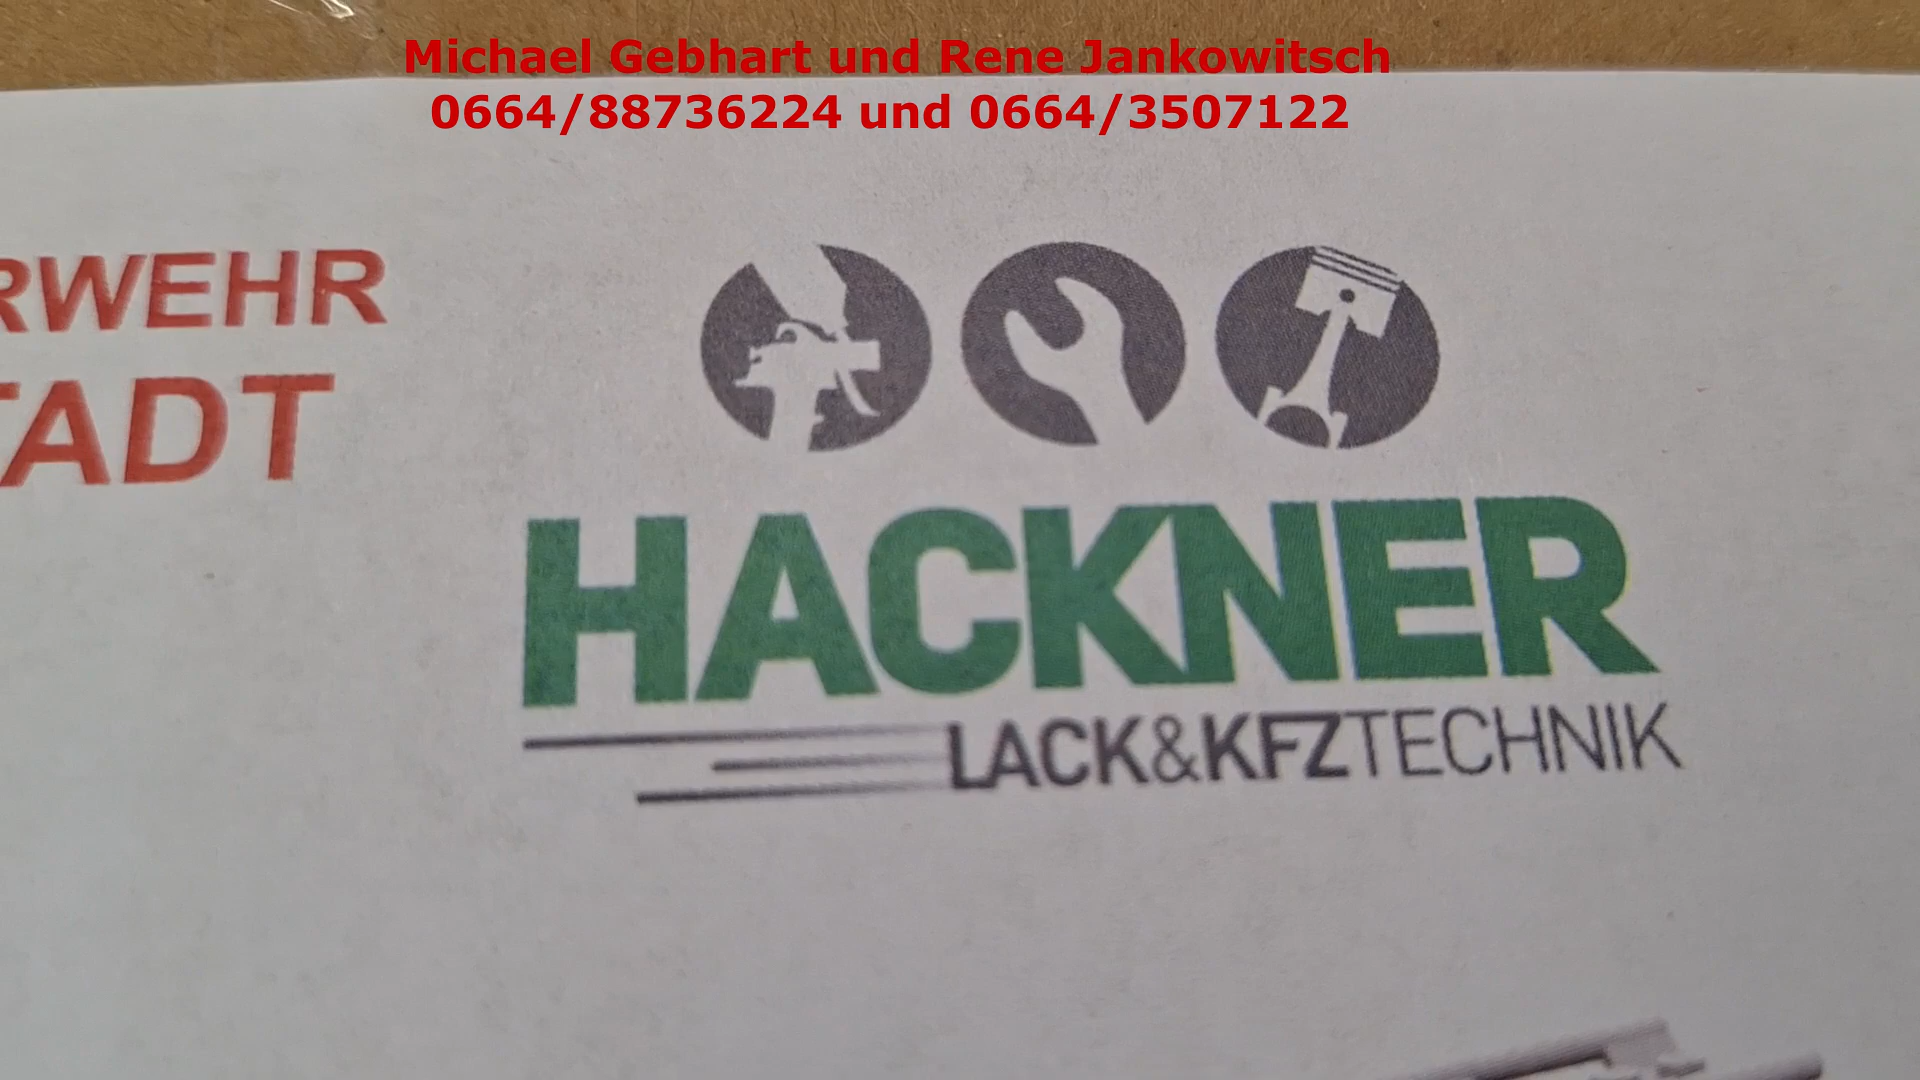 Michael Gebhart und Rene Jankowitsch
0664/88736224 und 0664/3507122
RWEHR
TADT
HACKNER
LACK&KFZTECHNIK